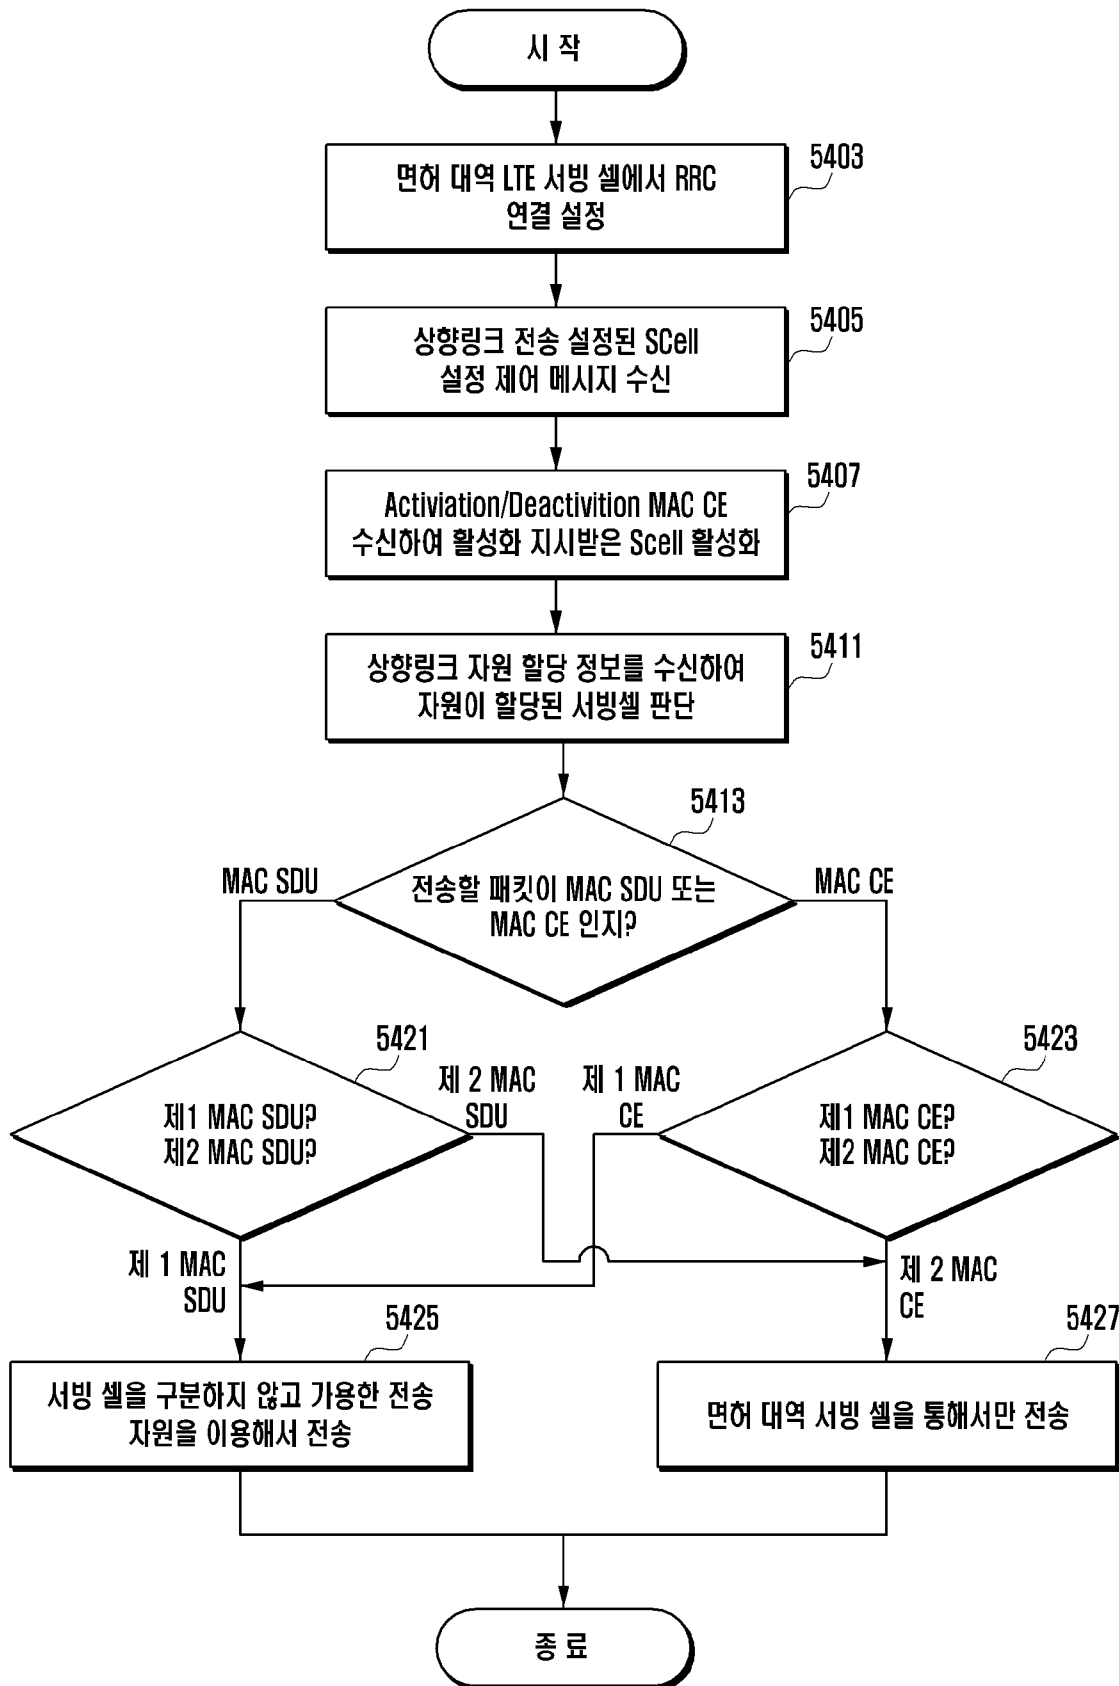 시 작
5403
면허 대역 LTE 서빙 셀에서 RRC
연결 설정
5405
상향링크 전송 설정된 SCell
설정 제어 메시지 수신
5407
Activiation/Deactivition MAC CE
수신하여 활성화 지시받은 Scell 활성화
5411
상향링크 자원 할당 정보를 수신하여
자원이 할당된 서빙셀 판단
5413
MAC SDU
전송할 패킷이 MAC SDU 또는
MAC CE 인지?
MAC CE
5421
제1 MAC SDU?
제2 MAC SDU?
제 2 MAC
SDU
제 1 MAC
CE
5423
제1 MAC CE?
제2 MAC CE?
제 1 MAC
SDU
제 2 MAC
CE
5425
서빙 셀을 구분하지 않고 가용한 전송
자원을 이용해서 전송
5427
면허 대역 서빙 셀을 통해서만 전송
종 료